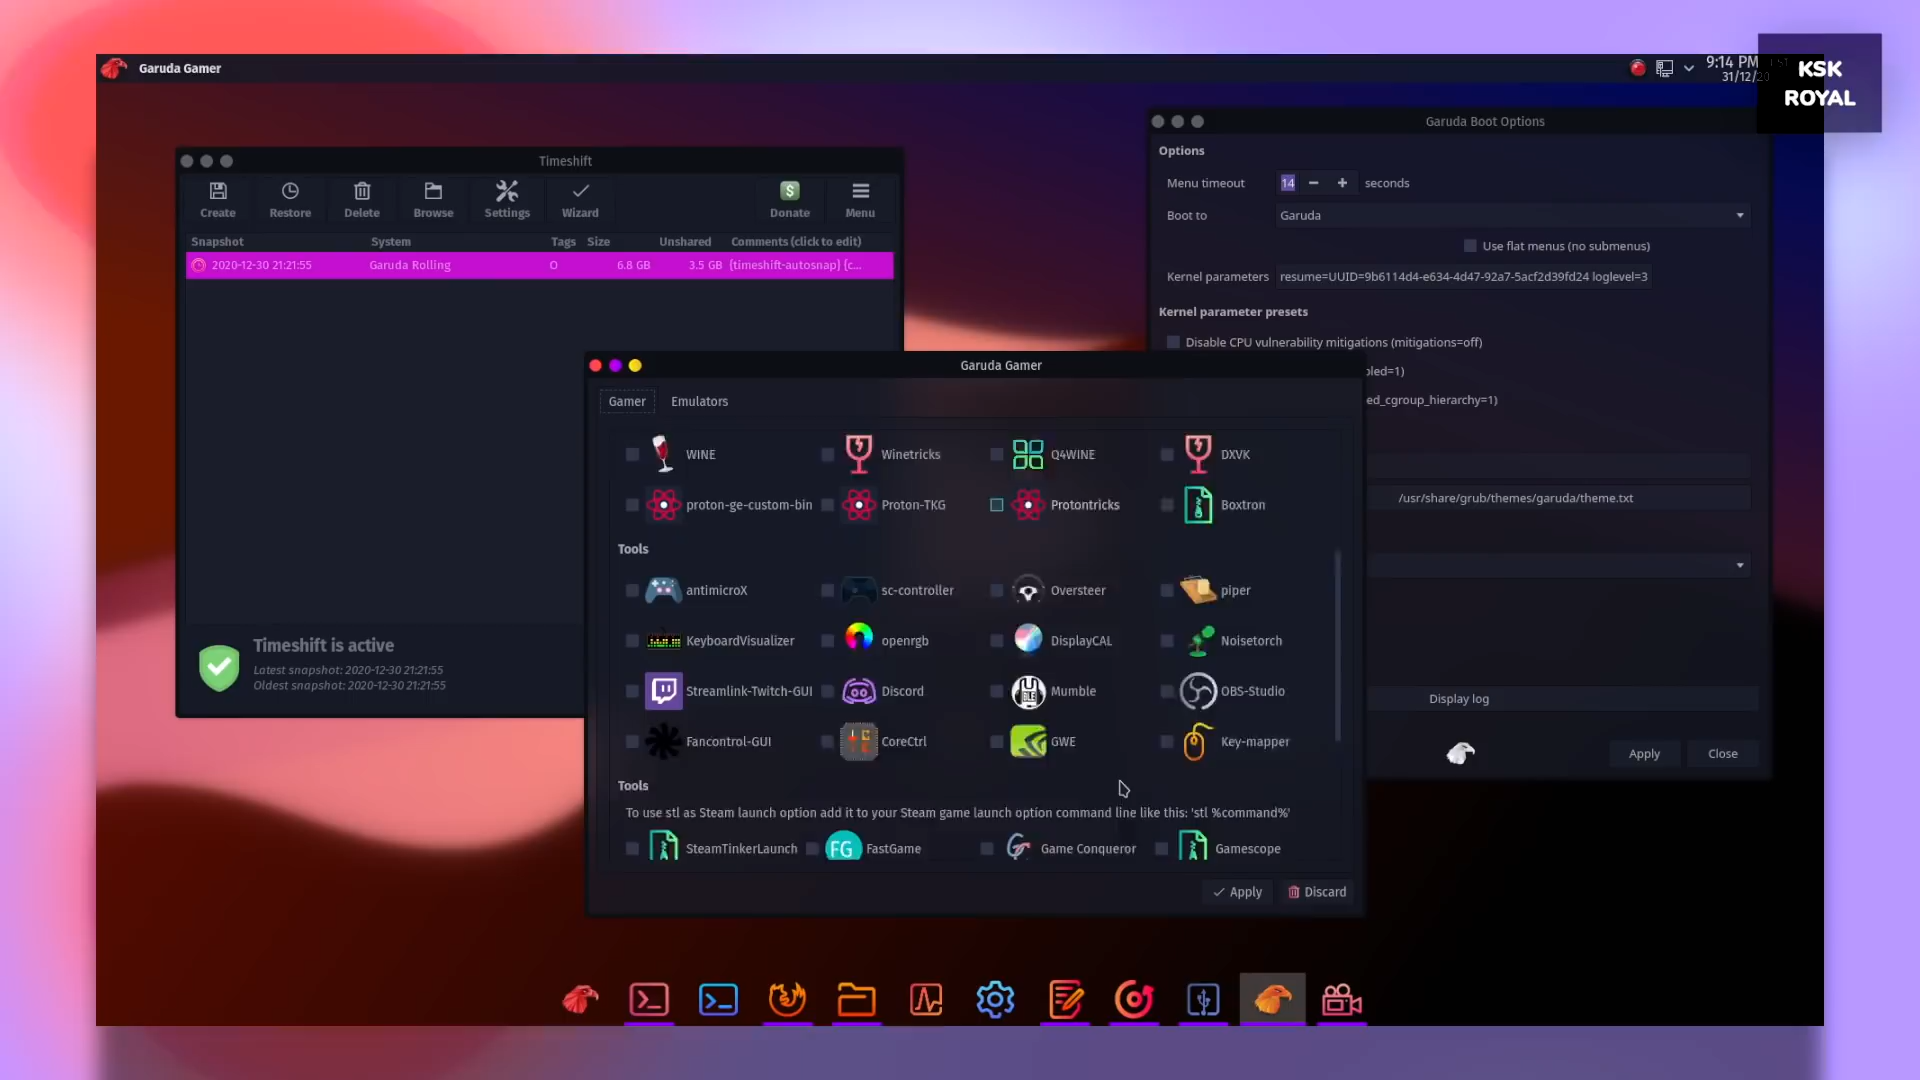 Garuda Gamer
9:14 PM
31/12/20
KSK
ROYAL
Timeshift
Create Restore Delete Browse Settings Wizard Donate Menu
Snapshot System Tags Size Unshared Comments (click to edit)
2020-12-30 21:21:55 Garuda Rolling O 6.8 GB 3.5 GB {timeshift-autosnap} {c...
Timeshift is active
Latest snapshot: 2020-12-30 21:21:55
Oldest snapshot: 2020-12-30 21:21:55
Garuda Boot Options
Options
Menu timeout 14 − + seconds
Boot to Garuda
Use flat menus (no submenus)
Kernel parameters resume=UUID=9b6114d4-e634-4d47-92a7-5acf2d39fd24 loglevel=3
Kernel parameter presets
Disable CPU vulnerability mitigations (mitigations=off)
bled=1)
ed_cgroup_hierarchy=1)
/usr/share/grub/themes/garuda/theme.txt
Display log
Apply Close
Garuda Gamer
Gamer Emulators
WINE Winetricks Q4WINE DXVK
proton-ge-custom-bin Proton-TKG Protontricks Boxtron
Tools
antimicroX sc-controller Oversteer piper
KeyboardVisualizer openrgb DisplayCAL Noisetorch
Streamlink-Twitch-GUI Discord Mumble OBS-Studio
Fancontrol-GUI CoreCtrl GWE Key-mapper
Tools
To use stl as Steam launch option add it to your Steam game launch option command line like this: 'stl %command%'
SteamTinkerLaunch FG FastGame Game Conqueror Gamescope
Apply Discard